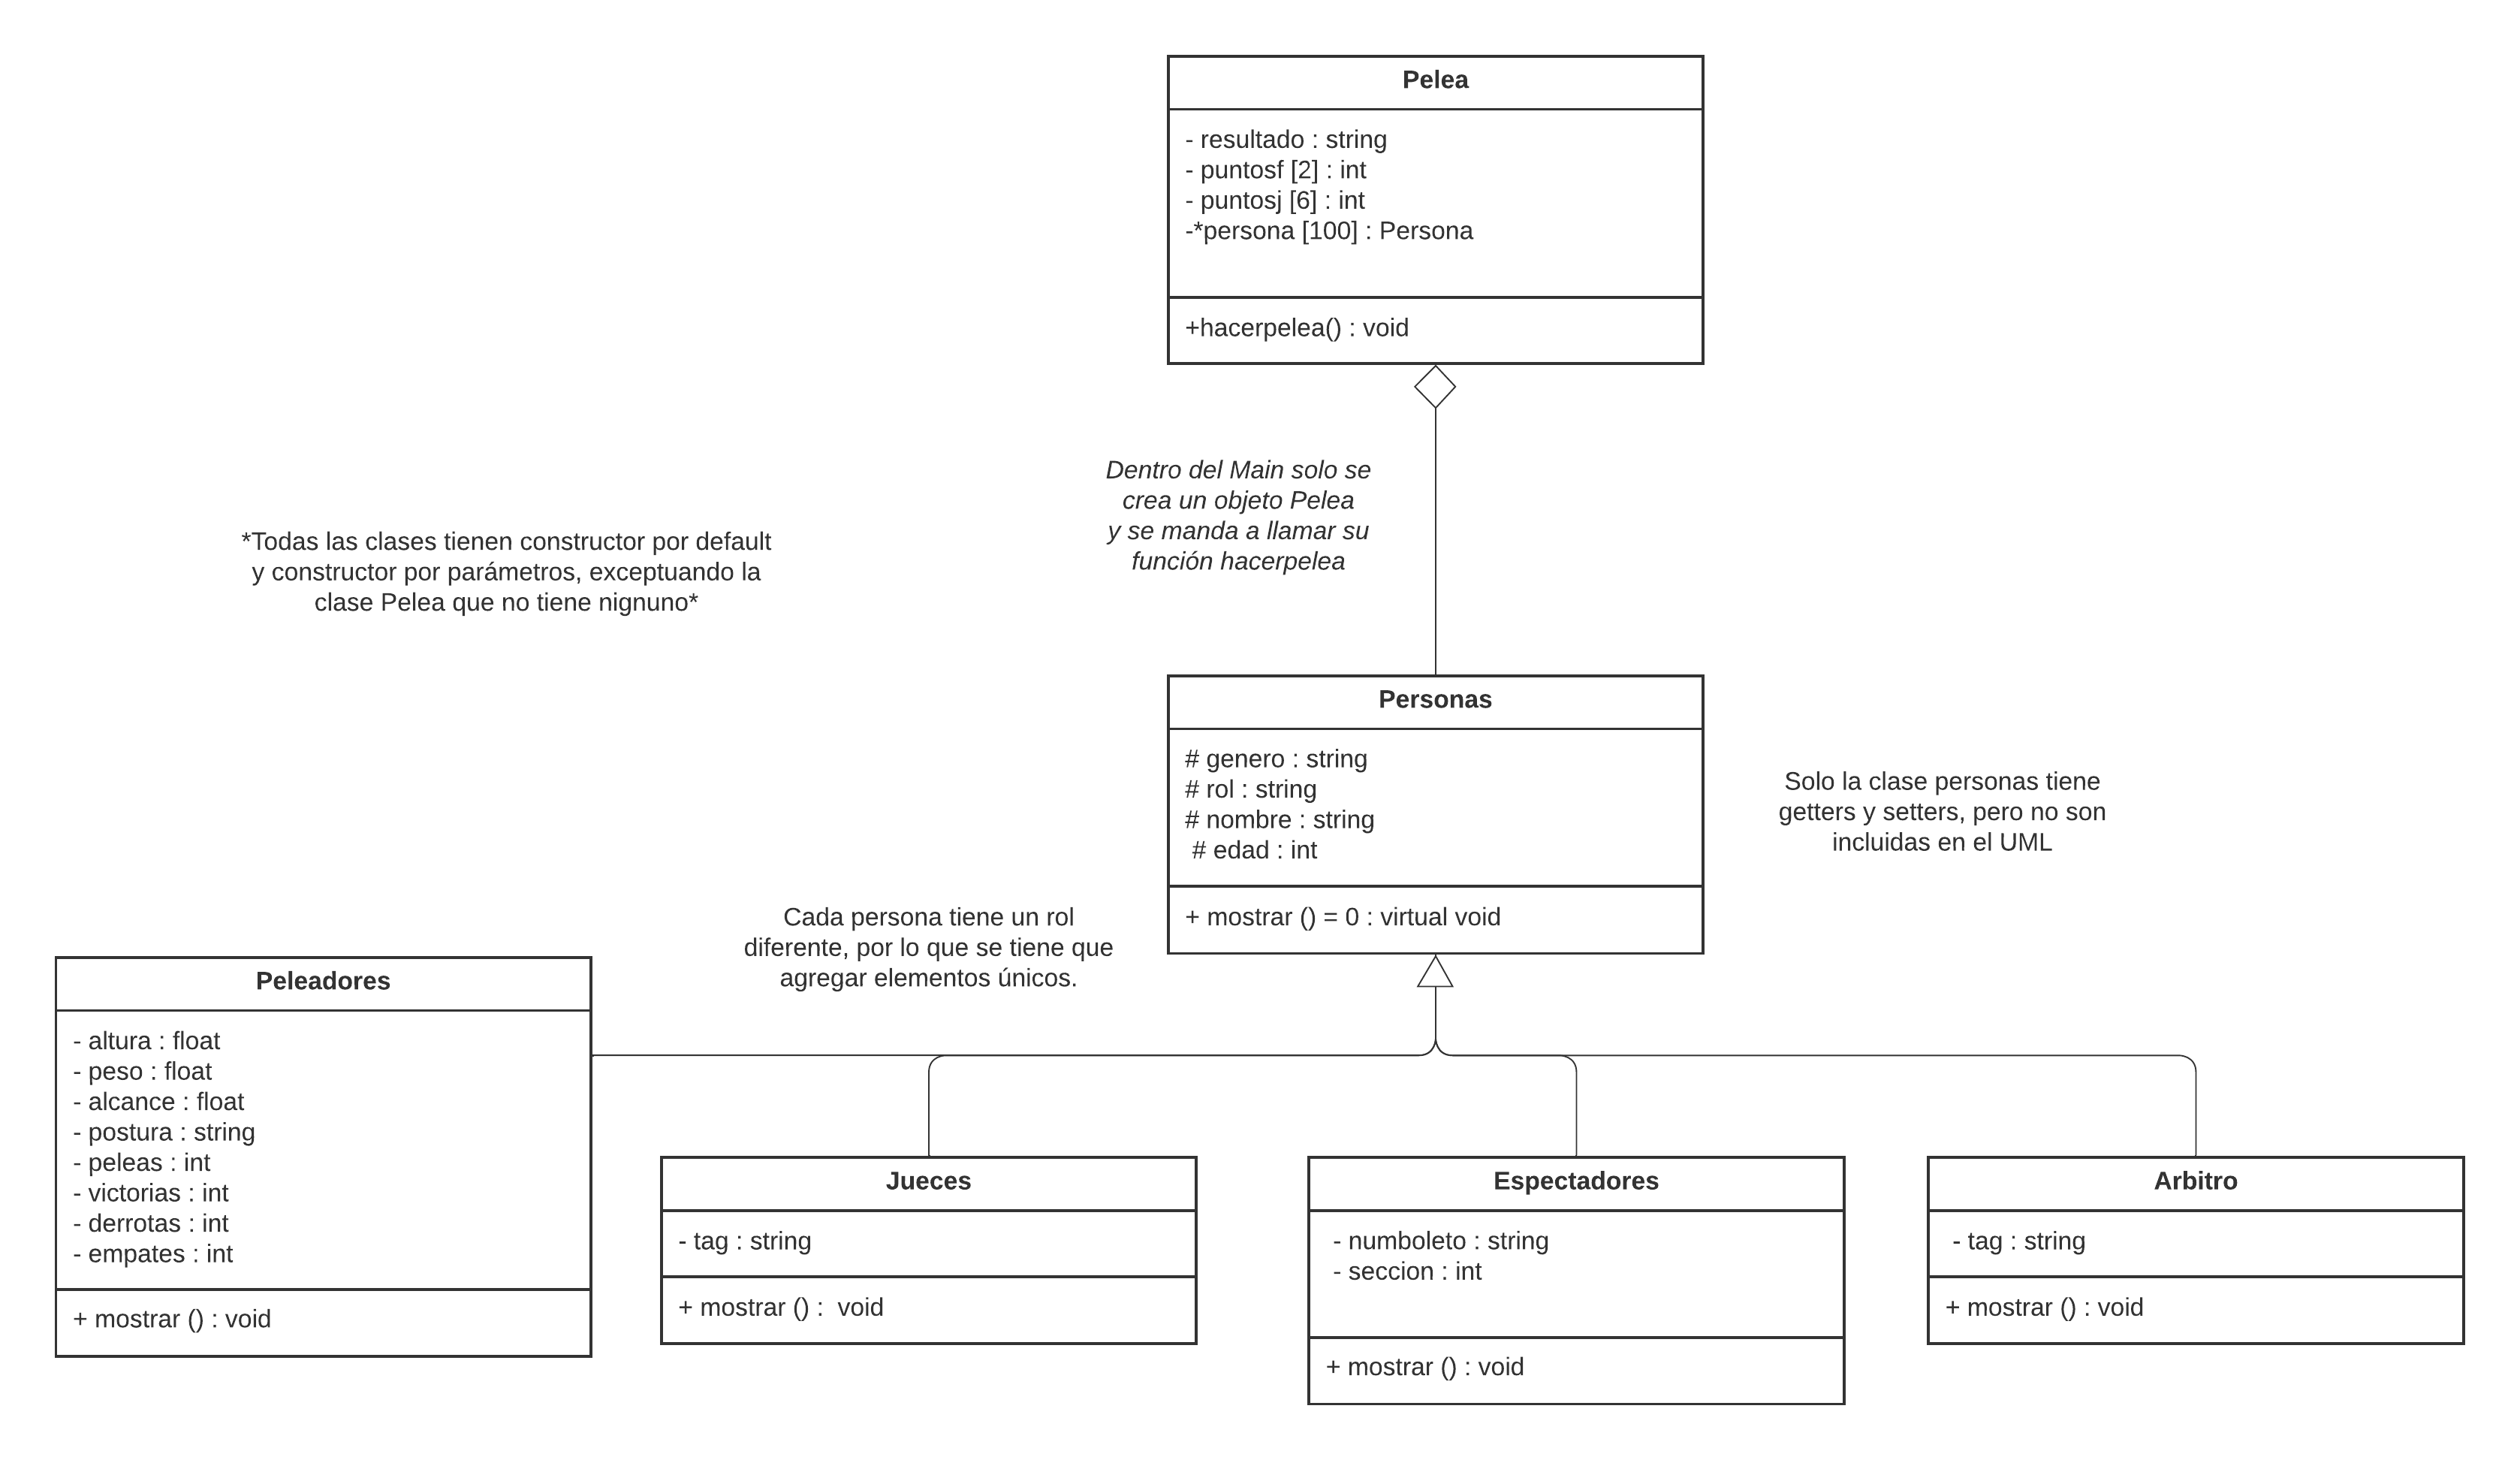 Pelea
- resultado : string
- puntosf [2] : int
- puntosj [6] : int
-*persona [100] : Persona
+hacerpelea() : void
Dentro del Main solo se
crea un objeto Pelea
y se manda a llamar su
función hacerpelea
*Todas las clases tienen constructor por default
y constructor por parámetros, exceptuando la
clase Pelea que no tiene nignuno*
Personas
# genero : string
# rol : string
# nombre : string
# edad : int
+ mostrar () = 0 : virtual void
Solo la clase personas tiene
getters y setters, pero no son
incluidas en el UML
Cada persona tiene un rol
diferente, por lo que se tiene que
agregar elementos únicos.
Peleadores
- altura : float
- peso : float
- alcance : float
- postura : string
- peleas : int
- victorias : int
- derrotas : int
- empates : int
+ mostrar () : void
Jueces
- tag : string
+ mostrar () :  void
Espectadores
- numboleto : string
- seccion : int
+ mostrar () : void
Arbitro
- tag : string
+ mostrar () : void